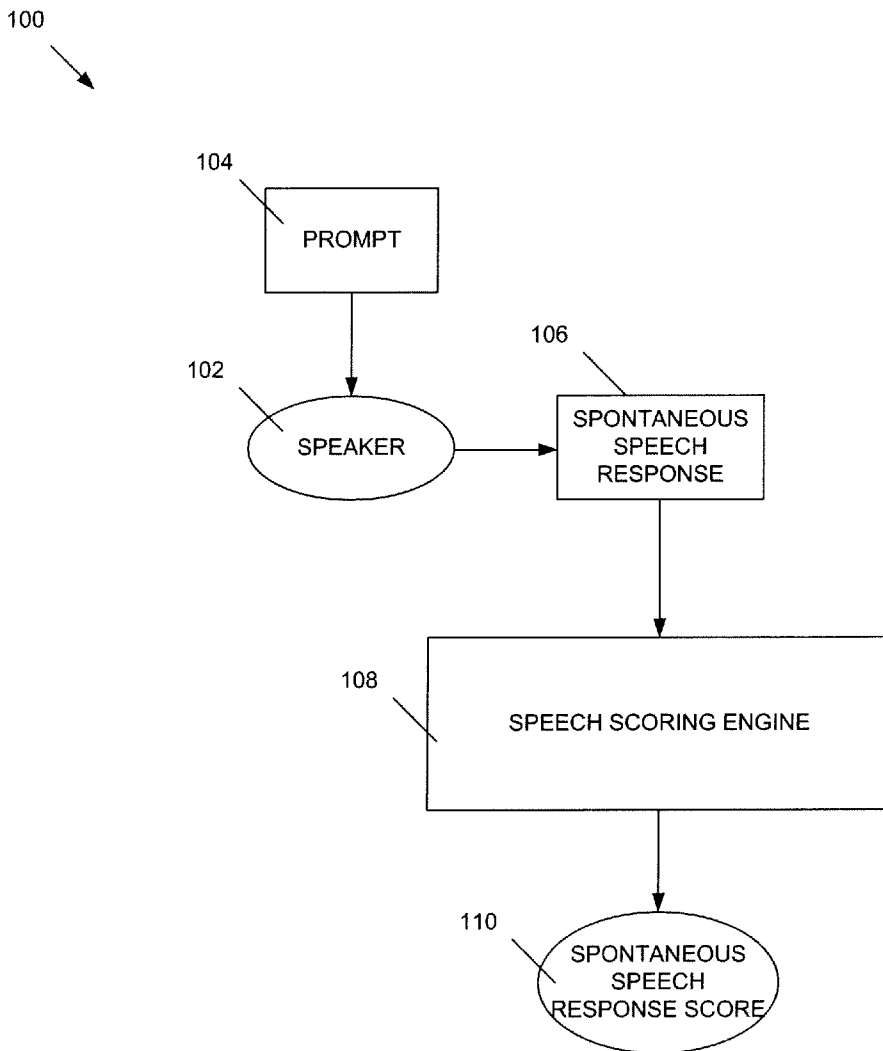 100
104
PROMPT
102
SPEAKER
106
SPONTANEOUS
SPEECH
RESPONSE
108
SPEECH SCORING ENGINE
110
SPONTANEOUS
SPEECH
RESPONSE SCORE